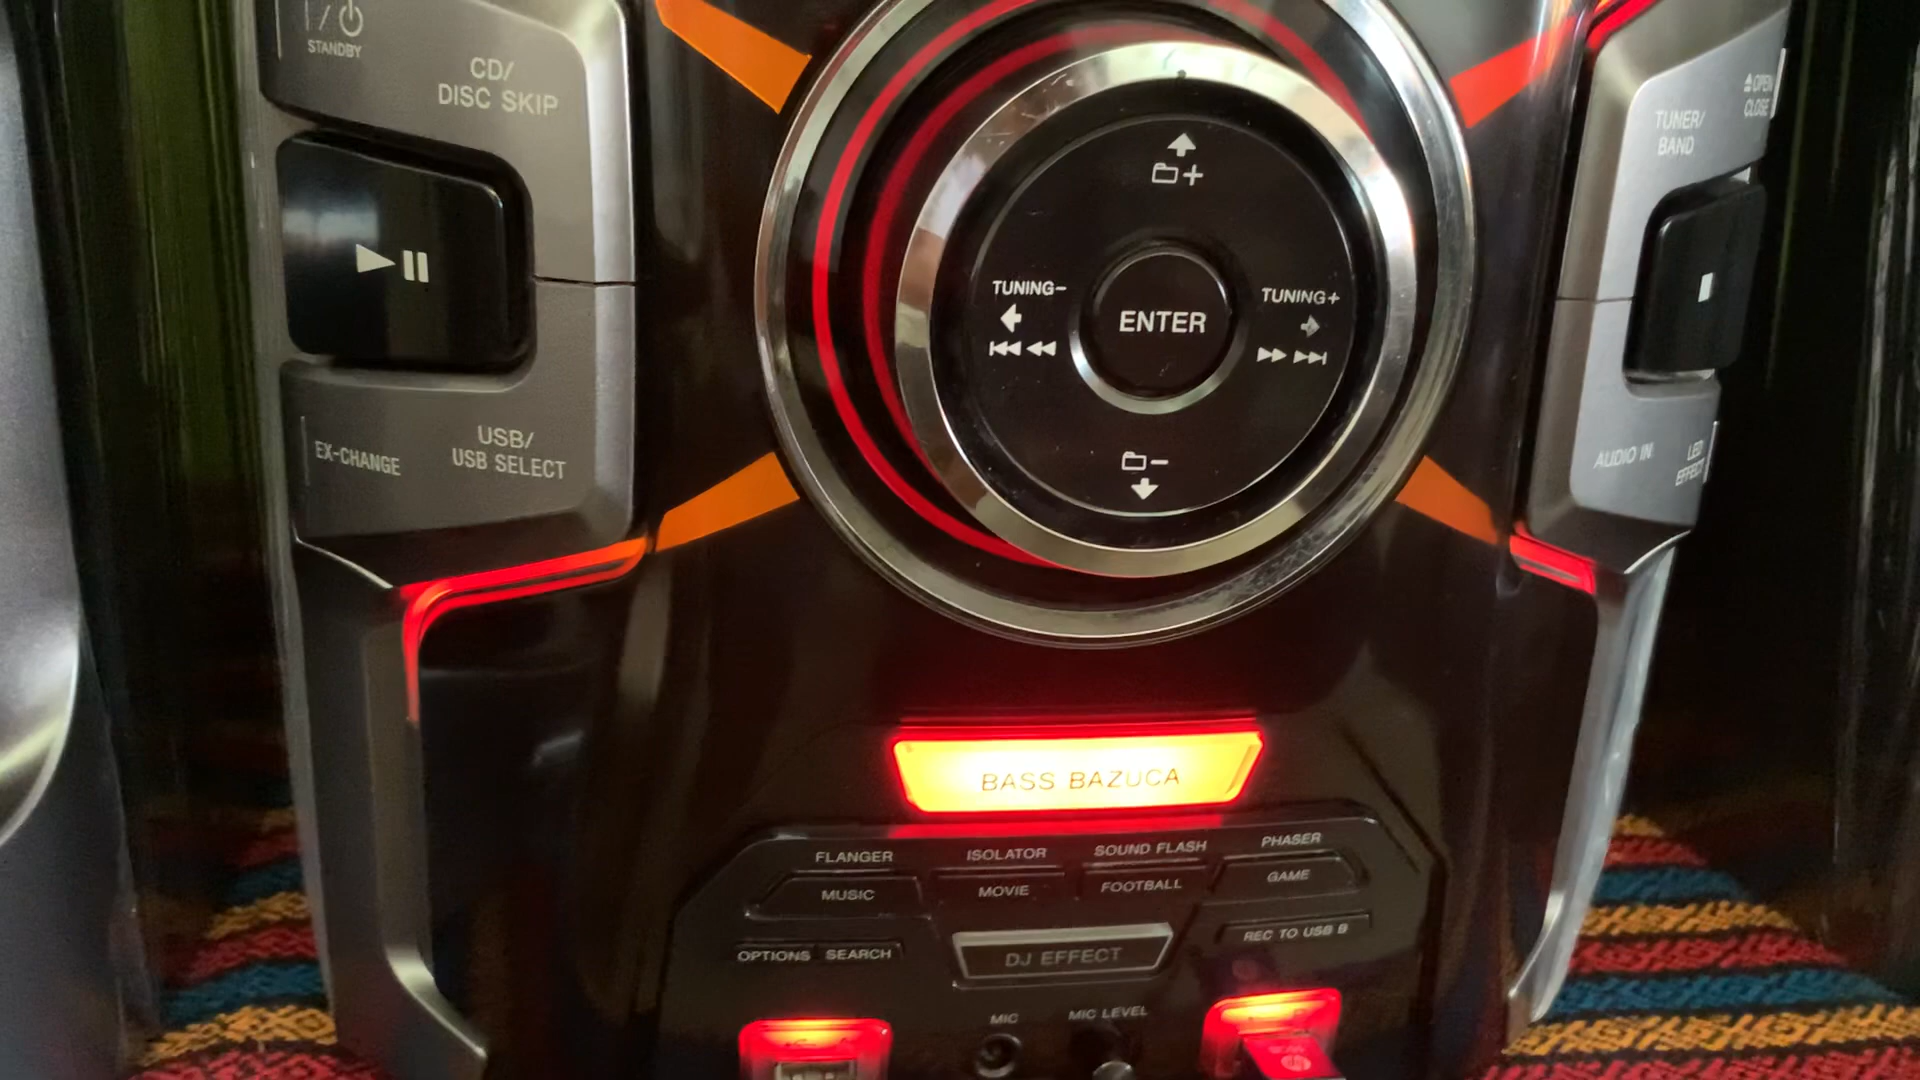 STANDBY
CD/
DISC SKIP
EX-CHANGE
USB/
USB SELECT
TUNING-
ENTER
TUNING+
TUNER/
BAND
OPEN
CLOSE
AUDIO IN
LED
EFFECT
BASS BAZUCA
FLANGER
ISOLATOR
SOUND FLASH
PHASER
MUSIC
MOVIE
FOOTBALL
GAME
OPTIONS
SEARCH
DJ EFFECT
REC TO USB B
MIC
MIC LEVEL